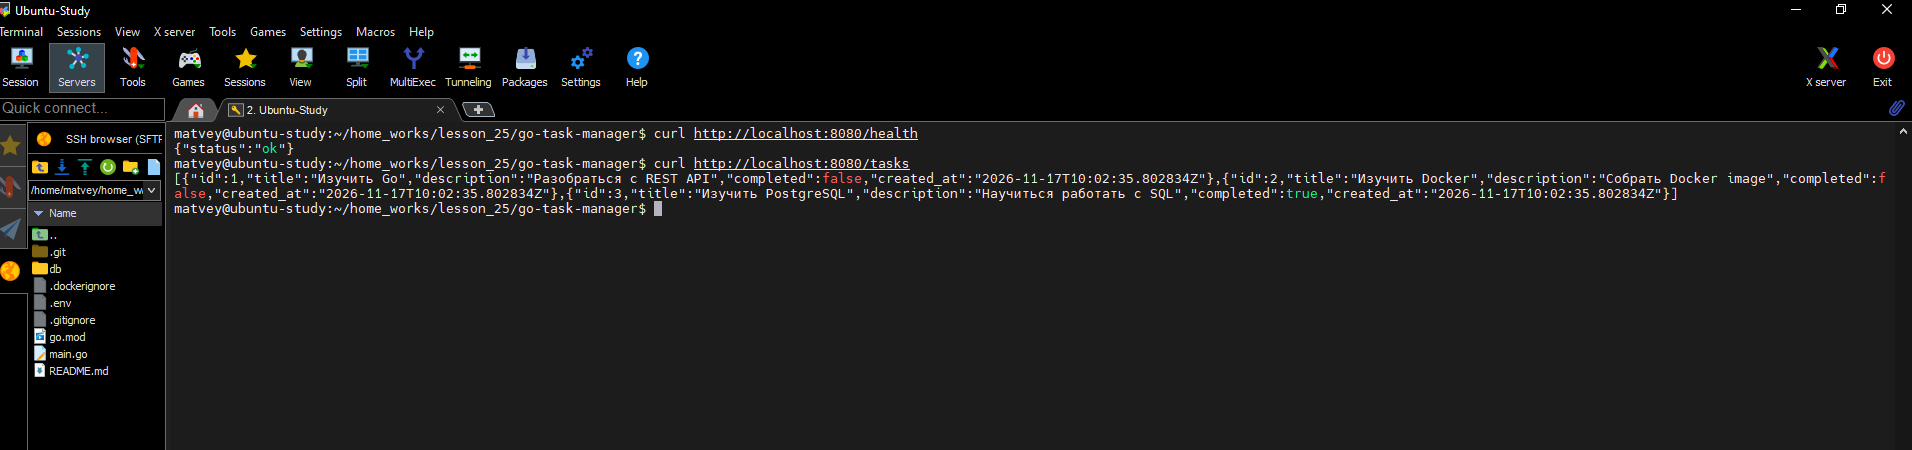 Ubuntu-Study
Terminal Sessions View X server Tools Games Settings Macros Help
Session Servers Tools Games Sessions View Split MultiExec Tunneling Packages Settings Help X server Exit
Quick connect...
2. Ubuntu-Study
SSH browser (SFTP
/home/matvey/home_w
Name
..
.git
db
.dockerignore
.env
.gitignore
go.mod
main.go
README.md
matvey@ubuntu-study:~/home_works/lesson_25/go-task-manager$ curl http://localhost:8080/health
{"status":"ok"}
matvey@ubuntu-study:~/home_works/lesson_25/go-task-manager$ curl http://localhost:8080/tasks
[{"id":1,"title":"Изучить Go","description":"Разобраться с REST API","completed":false,"created_at":"2026-11-17T10:02:35.802834Z"},{"id":2,"title":"Изучить Docker","description":"Собрать Docker image","completed":f
alse,"created_at":"2026-11-17T10:02:35.802834Z"},{"id":3,"title":"Изучить PostgreSQL","description":"Научиться работать с SQL","completed":true,"created_at":"2026-11-17T10:02:35.802834Z"}]
matvey@ubuntu-study:~/home_works/lesson_25/go-task-manager$